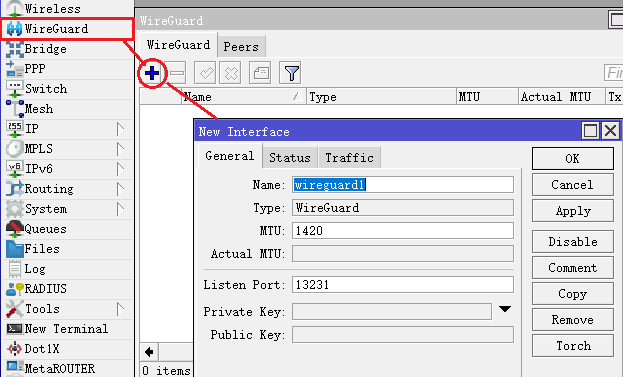 Wireless
WireGuard
Bridge
PPP
Switch
Mesh
255 IP
MPLS
IPv6
Routing
System
Queues
Files
Log
RADIUS
Tools
New Terminal
Dot1X
MetaROUTER
WireGuard
WireGuard Peers
Name Type MTU Actual MTU Tx
New Interface
General Status Traffic
Name: wireguard1
Type: WireGuard
MTU: 1420
Actual MTU:
Listen Port: 13231
Private Key:
Public Key:
OK
Cancel
Apply
Disable
Comment
Copy
Remove
Torch
0 items